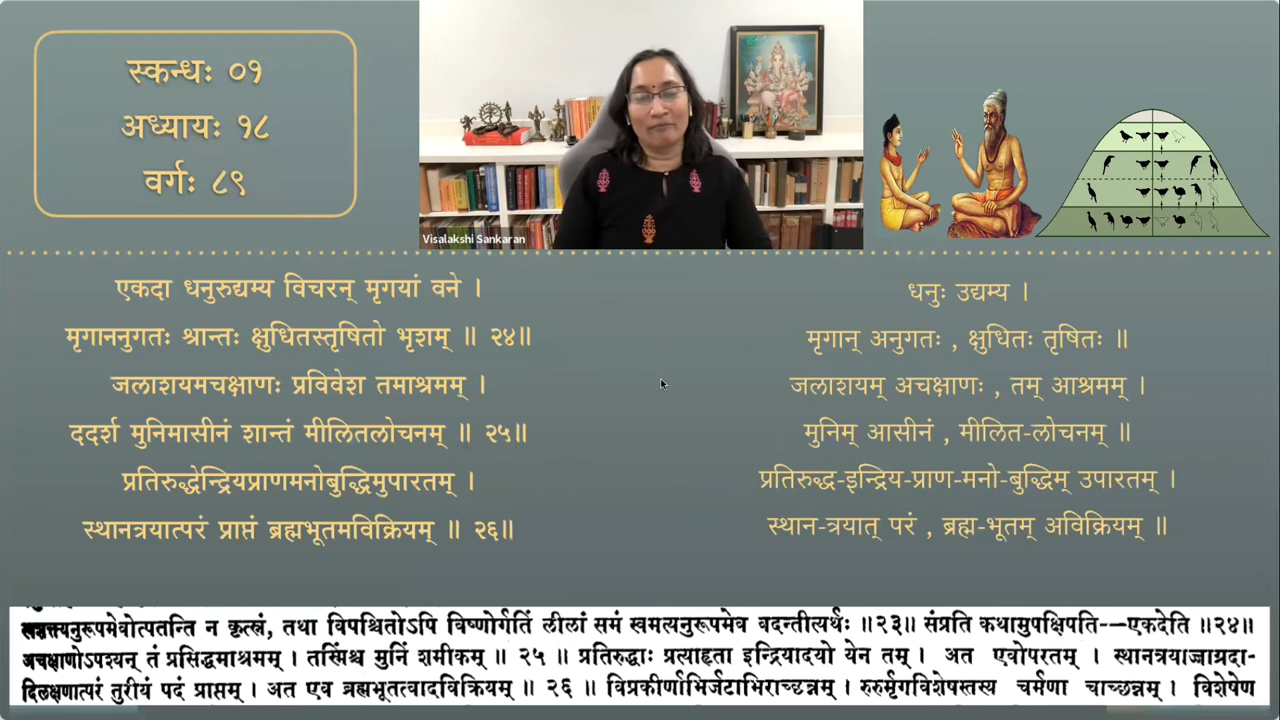 स्कन्धः ०१
अध्यायः १८
वर्गः ८९
Visalakshi Sankaran
एकदा धनुरुद्यम्य विचरन् मृगयां वने ।
मृगाननुगतः श्रान्तः क्षुधितस्तृषितो भृशम् ॥ २४॥
जलाशयमचक्षाणः प्रविवेश तमाश्रमम् ।
ददर्श मुनिमासीनं शान्तं मीलितलोचनम् ॥ २५॥
प्रतिरुद्धेन्द्रियप्राणमनोबुद्धिमुपारतम् ।
स्थानत्रयात्परं प्राप्तं ब्रह्मभूतमविक्रियम् ॥ २६॥
धनुः उद्यम्य ।
मृगान् अनुगतः , क्षुधितः तृषितः ॥
जलाशयम् अचक्षाणः , तम् आश्रमम् ।
मुनिम् आसीनं , मीलित-लोचनम् ॥
प्रतिरुद्ध-इन्द्रिय-प्राण-मनो-बुद्धिम् उपारतम् ।
स्थान-त्रयात् परं , ब्रह्म-भूतम् अविक्रियम् ॥
न कृत्स्नं, तथा विपश्चितोऽपि विष्णोर्गतिं लीलां समं स्वमत्यनुरूपमेव वदन्तीत्यर्थः ॥२३॥ संप्रति कथामुपक्षिपति--एकदेति ॥२४॥
अचक्षाणोऽपश्यन् तं प्रसिद्धमाश्रमम् । तस्मिंश्च मुनिं शमीकम् ॥ २५ ॥ प्रतिरुद्धाः प्रत्याहृता इन्द्रियादयो येन तम् । अत एवोपरतम् । स्थानत्रयाज्जाग्रदा-
दिलक्षणात्परं तुरीयं पदं प्राप्तम् । अत एव ब्रह्मभूतत्वादविक्रियम् ॥ २६ ॥ विप्रकीर्णाभिर्जटाभिराच्छन्नम् । रुरुर्मृगविशेषस्तस्य चर्मणा चाच्छन्नम् । विशेषेण